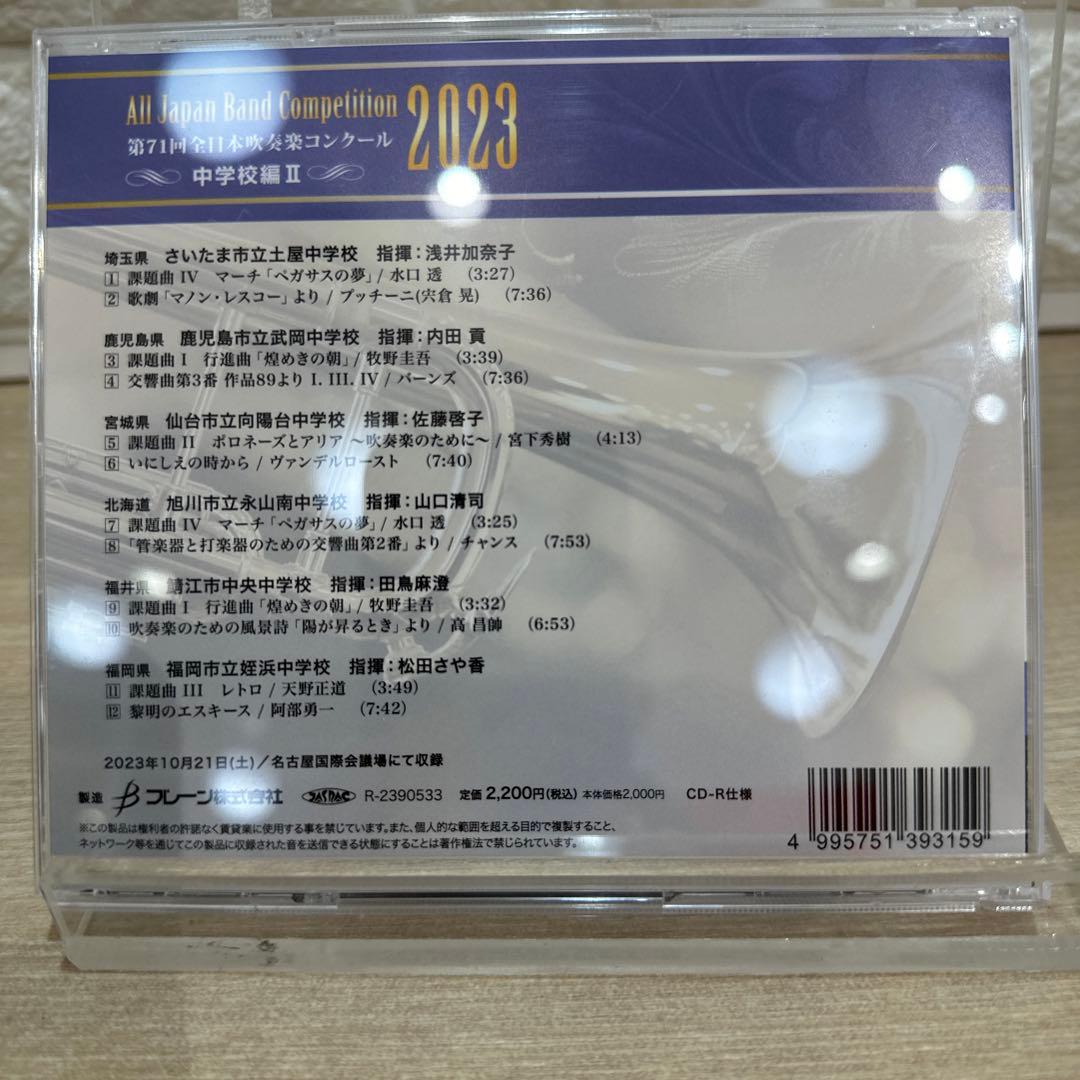 All Japan Band Competition 2023
第71回全日本吹奏楽コンクール
中学校編Ⅱ
埼玉県 さいたま市立土屋中学校 指揮：浅井加奈子
1 課題曲 IV マーチ「ペガサスの夢」/ 水口 透 (3:27)
2 歌劇「マノン・レスコー」より / プッチーニ(宍倉 晃) (7:36)
鹿児島県 鹿児島市立武岡中学校 指揮：内田 貢
3 課題曲 I 行進曲「煌めきの朝」/ 牧野圭吾 (3:39)
4 交響曲第3番 作品89より I. III. IV / バーンズ (7:36)
宮城県 仙台市立向陽台中学校 指揮：佐藤啓子
5 課題曲 II ポロネーズとアリア ～吹奏楽のために～ / 宮下秀樹 (4:13)
6 いにしえの時から / ヴァンデルロースト (7:40)
北海道 旭川市立永山南中学校 指揮：山口清司
7 課題曲 IV マーチ「ペガサスの夢」/ 水口 透 (3:25)
8 「管楽器と打楽器のための交響曲第2番」より / チャンス (7:53)
福井県 鯖江市中央中学校 指揮：田鳥麻澄
9 課題曲 I 行進曲「煌めきの朝」/ 牧野圭吾 (3:32)
10 吹奏楽のための風景詩「陽が昇るとき」より / 高 昌帥 (6:53)
福岡県 福岡市立姪浜中学校 指揮：松田さや香
11 課題曲 III レトロ / 天野正道 (3:49)
12 黎明のエスキース / 阿部勇一 (7:42)
2023年10月21日(土)／名古屋国際会議場にて収録
製造 ブレーン株式会社 JASRAC R-2390533 定価 2,200円(税込) 本体価格2,000円 CD-R仕様
※この製品は権利者の許諾なく賃貸業に使用する事を禁じています。また、個人的な範囲を超える目的で複製すること、
ネットワーク等を通じてこの製品に収録された音を送信できる状態にすることは著作権法で禁じられています。
4 995751 393159